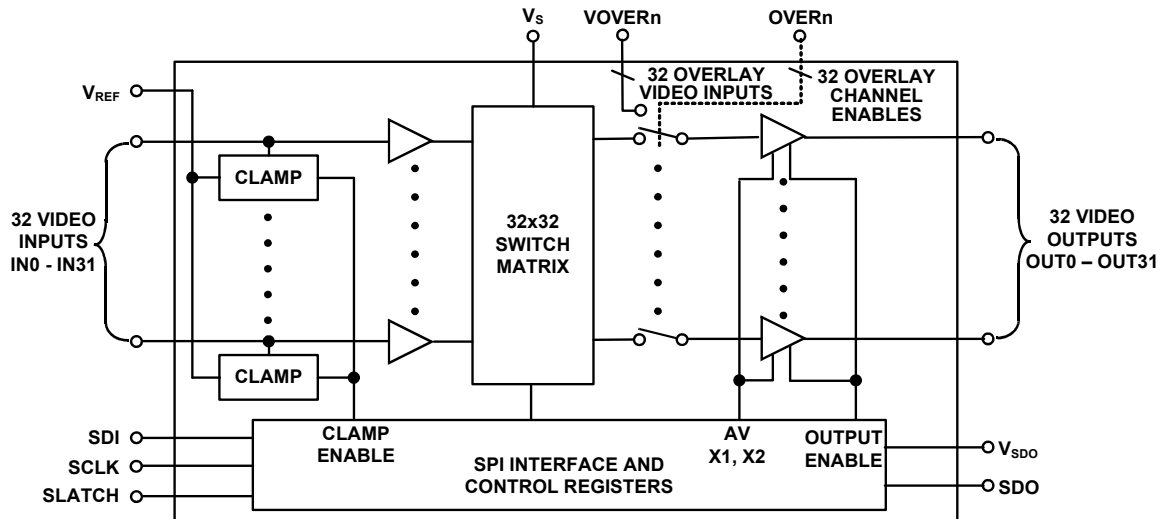 VS
VOVERn
OVERn
32 OVERLAY
VIDEO INPUTS
32 OVERLAY
CHANNEL
ENABLES
VREF
CLAMP
32 VIDEO
INPUTS
IN0 - IN31
32x32
SWITCH
MATRIX
32 VIDEO
OUTPUTS
OUT0 – OUT31
CLAMP
SDI
SCLK
SLATCH
CLAMP
ENABLE
AV
X1, X2
OUTPUT
ENABLE
SPI INTERFACE AND
CONTROL REGISTERS
VSDO
SDO